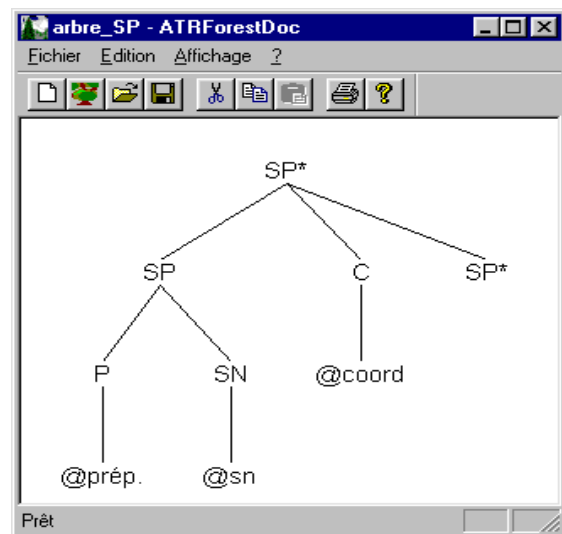 arbre_SP - ATRForestDoc
Fichier Edition Affichage ?
SP*
SP C SP*
P SN @coord
@prép. @sn
Prêt